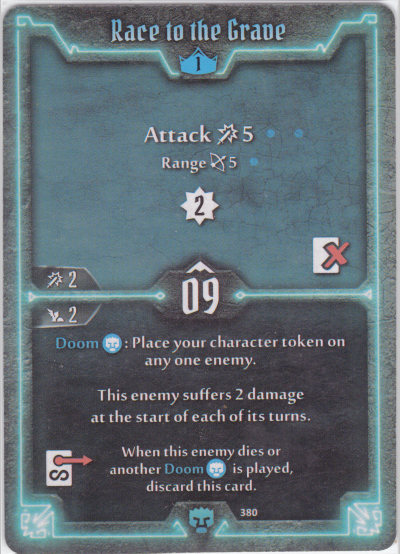 Race to the Grave
1
Attack 5
Range 5
2
2
09
2
Doom : Place your character token on
any one enemy.
This enemy suffers 2 damage
at the start of each of its turns.
S
When this enemy dies or
another Doom is played,
discard this card.
380